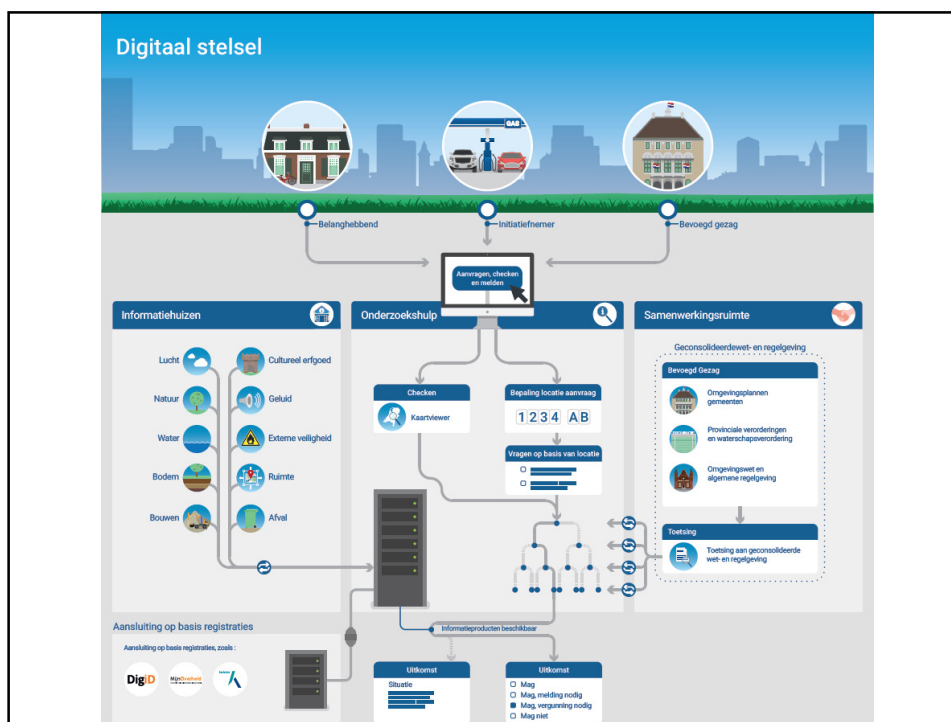 Digitaal stelsel
GAS
Belanghebbend
Initiatiefnemer
Bevoegd gezag
Aanvragen, checken
en melden
Informatiehuizen
Lucht
Cultureel erfgoed
Natuur
Geluid
Water
Externe veiligheid
Bodem
Ruimte
Bouwen
Afval
Onderzoekshulp
Checken
Kaartviewer
Bepaling locatie aanvraag
1234 AB
Vragen op basis van locatie
Samenwerkingsruimte
Geconsolideerdewet- en regelgeving
Bevoegd Gezag
Omgevingsplannen
gemeenten
Provinciale verordeningen
en waterschapsverordening
Omgevingswet en
algemene regelgeving
Toetsing
Toetsing aan geconsolideerde
wet- en regelgeving
Aansluiting op basis registraties
Aansluiting op basis registraties, zoals :
DigiD
MijnOverheid
Informatieproducten beschikbaar
Uitkomst
Situatie
Uitkomst
Mag
Mag, melding nodig
Mag, vergunning nodig
Mag niet